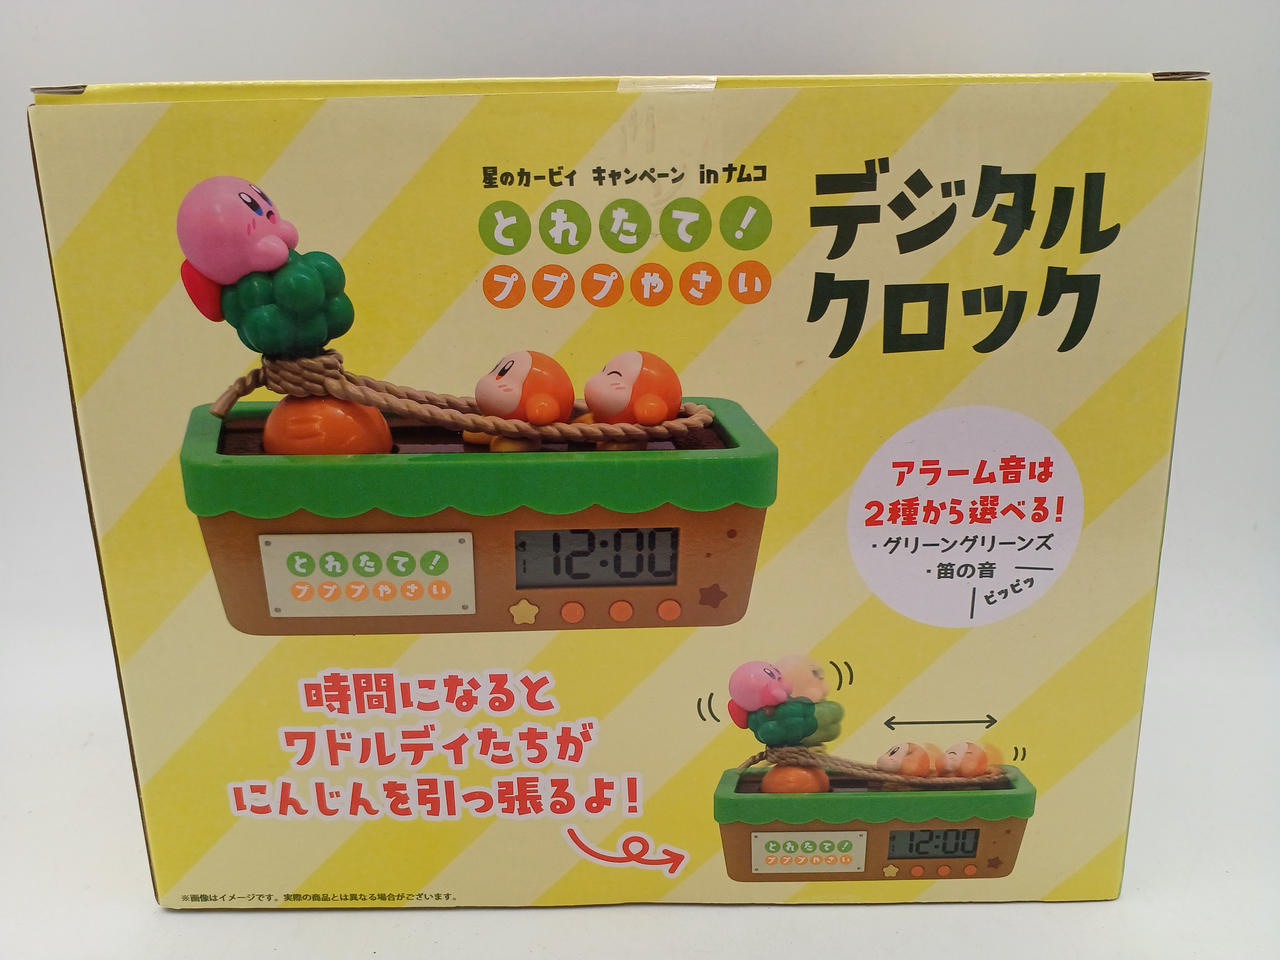 星のカービィ キャンペーン inナムコ
とれたて!
プププやさい
デジタル
クロック
とれたて!
プププやさい
12:00
アラーム音は
2種から選べる!
・グリーングリーンズ
・笛の音
ピッピッ
時間になると
ワドルディたちが
にんじんを引っ張るよ!
とれたて!
プププやさい
12:00
※画像はイメージです。実際の商品とは異なる場合がございます。